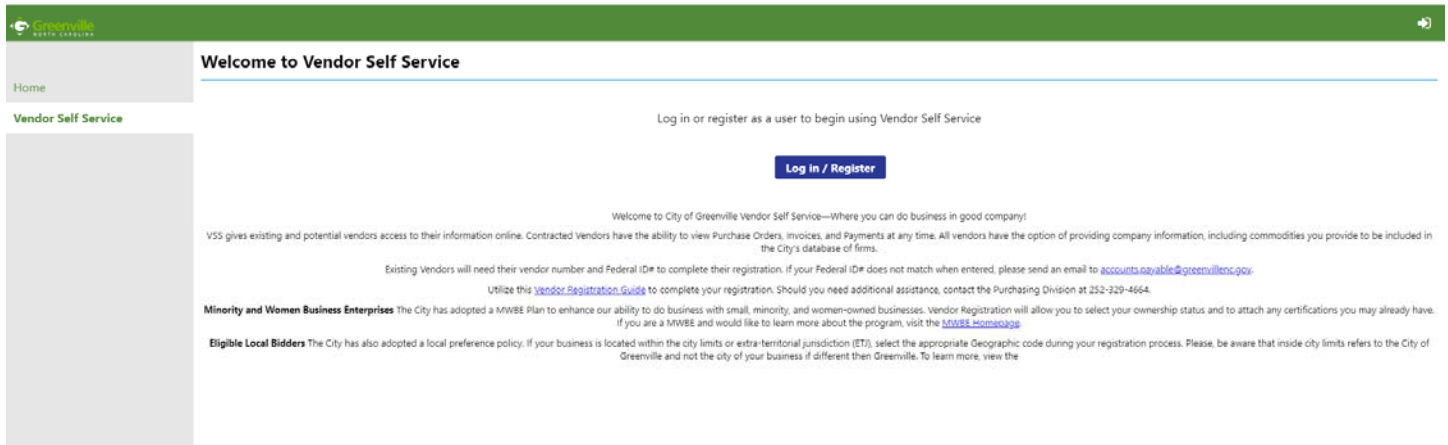 Greenville
NORTH CAROLINA
Welcome to Vendor Self Service
Home
Vendor Self Service
Log in or register as a user to begin using Vendor Self Service
Log in / Register
Welcome to City of Greenville Vendor Self Service—Where you can do business in good company!
VSS gives existing and potential vendors access to their information online. Contracted Vendors have the ability to view Purchase Orders, Invoices, and Payments at any time. All vendors have the option of providing company information, including commodities you provide to be included in
the City's database of firms.
Existing Vendors will need their vendor number and Federal ID# to complete their registration. If your Federal ID# does not match when entered, please send an email to accounts.payable@greenvillenc.gov.
Utilize this Vendor Registration Guide to complete your registration. Should you need additional assistance, contact the Purchasing Division at 252-329-4664.
Minority and Women Business Enterprises The City has adopted a MWBE Plan to enhance our ability to do business with small, minority, and women-owned businesses. Vendor Registration will allow you to select your ownership status and to attach any certifications you may already have.
If you are a MWBE and would like to learn more about the program, visit the MWBE Homepage.
Eligible Local Bidders The City has also adopted a local preference policy. If your business is located within the city limits or extra-territorial jurisdiction (ETJ), select the appropriate Geographic code during your registration process. Please, be aware that inside city limits refers to the City of
Greenville and not the city of your business if different then Greenville. To learn more, view the